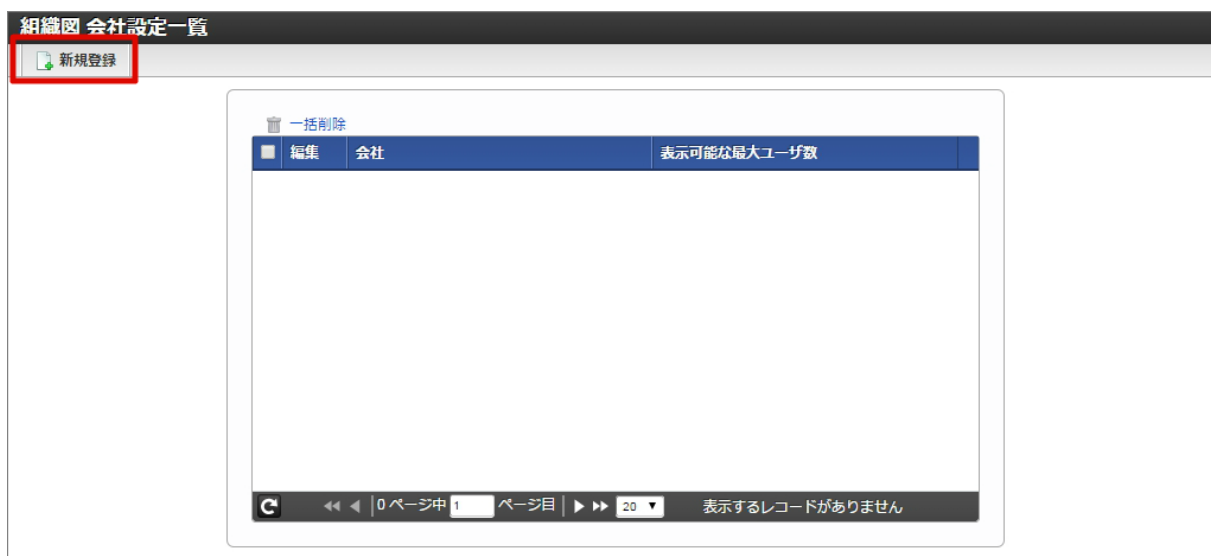 組織図 会社設定一覧
新規登録
一括削除
編集 会社 表示可能な最大ユーザ数
0 ページ中 1 ページ目 20 表示するレコードがありません